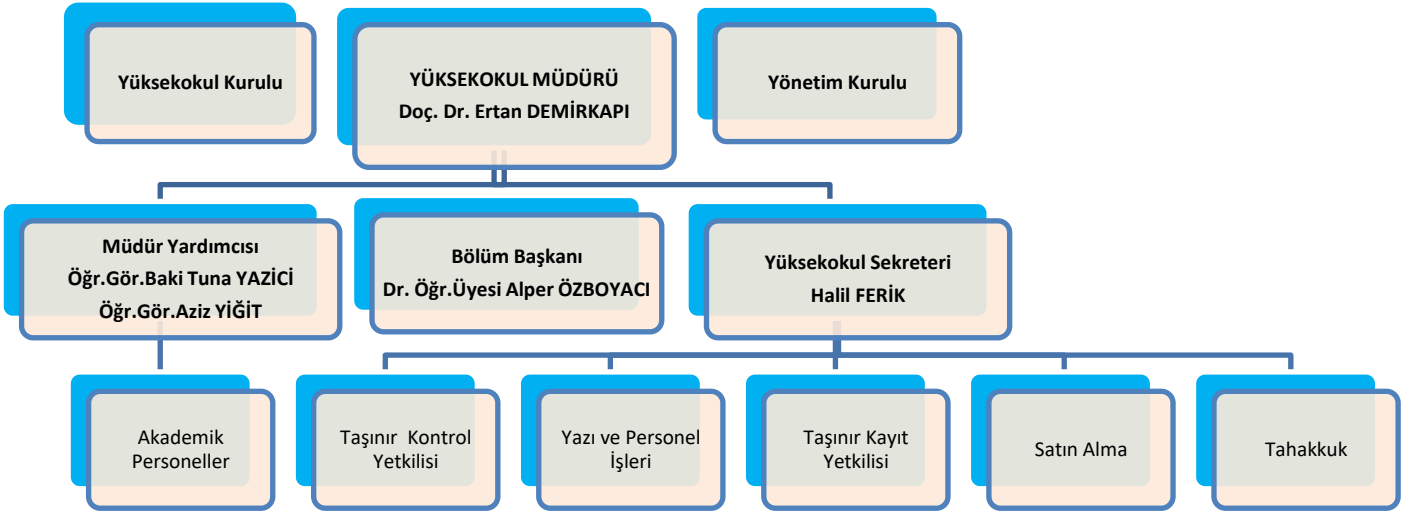 Yüksekokul Kurulu
YÜKSEKOKUL MÜDÜRÜ
Doç. Dr. Ertan DEMİRKAPI
Yönetim Kurulu
Müdür Yardımcısı
Öğr.Gör.Baki Tuna YAZİCİ
Öğr.Gör.Aziz YİĞİT
Bölüm Başkanı
Dr. Öğr.Üyesi Alper ÖZBOYACI
Yüksekokul Sekreteri
Halil FERİK
Akademik
Personeller
Taşınır Kontrol
Yetkilisi
Yazı ve Personel
İşleri
Taşınır Kayıt
Yetkilisi
Satın Alma
Tahakkuk